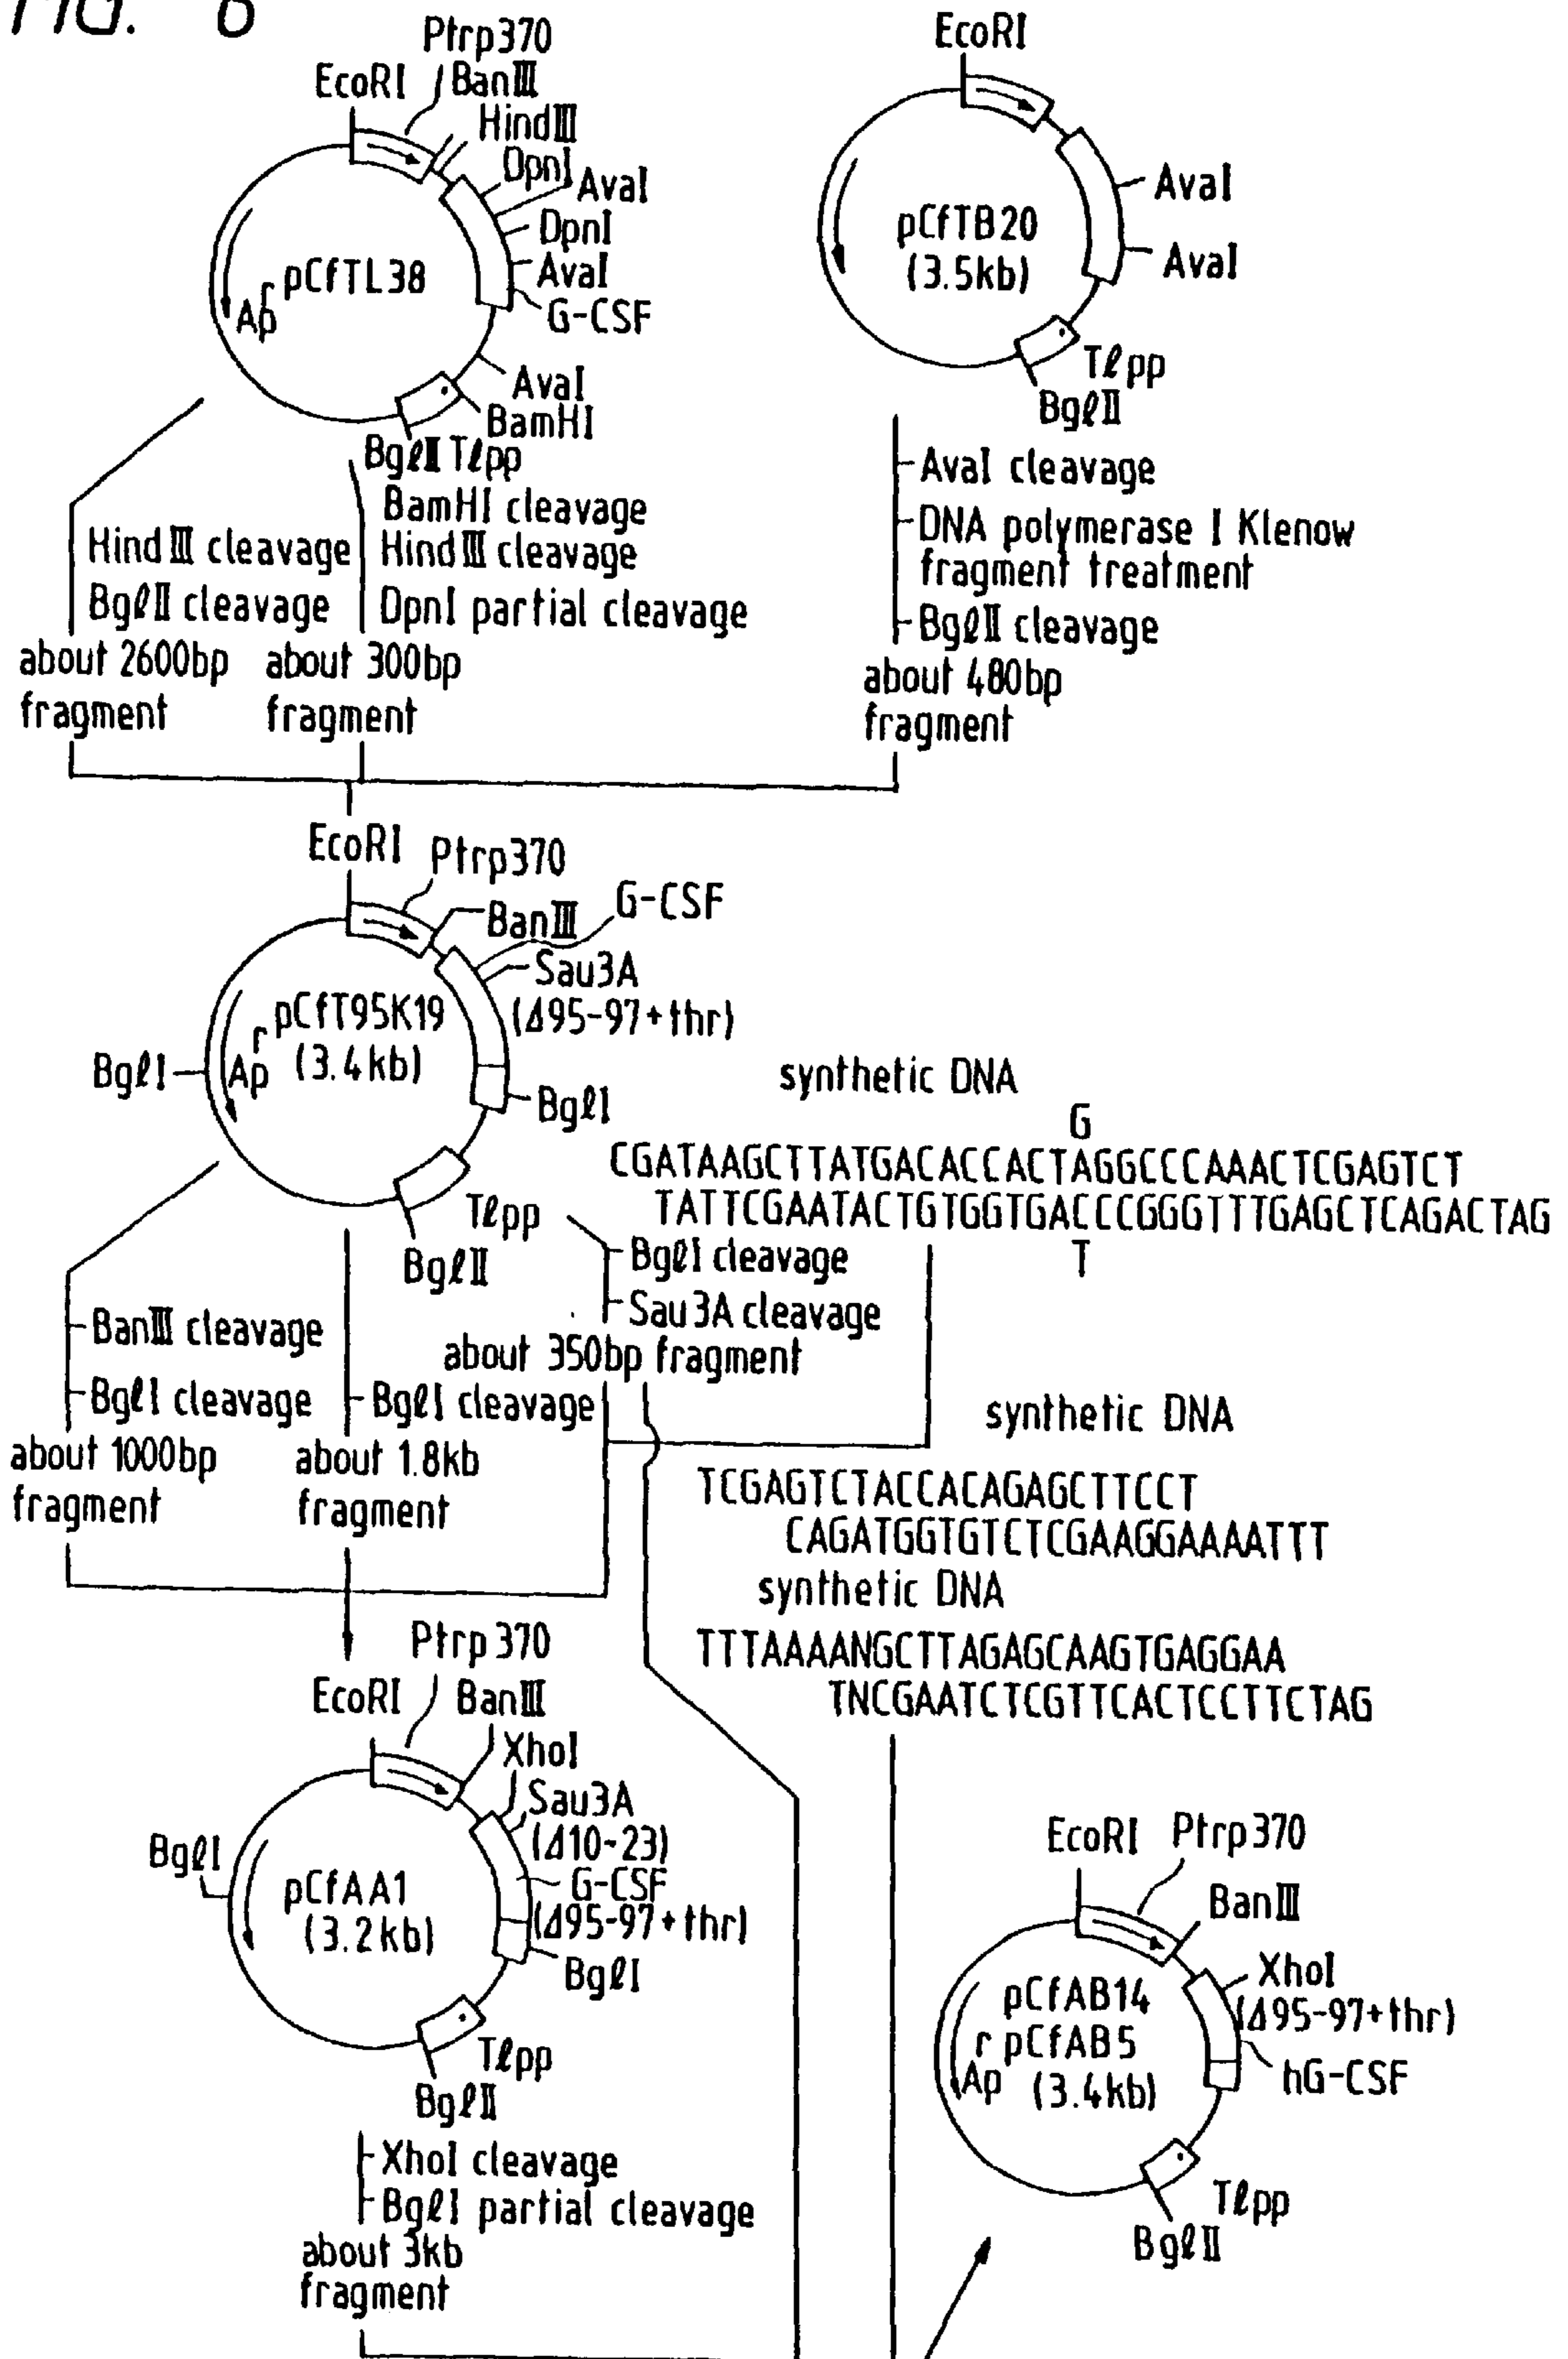 FIG. 6
Ptrp370
EcoRI
BanⅢ
HindⅢ
DpnI
AvaI
DpnI
AvaI
G-CSF
pCfTL38
Apr
AvaI
BamHI
BglⅡ
Tlpp
EcoRI
AvaI
AvaI
pCfTB20
(3.5kb)
Tlpp
BglⅡ
HindⅢ cleavage
BglⅡ cleavage
about 2600bp
fragment
BamHI cleavage
HindⅢ cleavage
DpnI partial cleavage
about 300bp
fragment
AvaI cleavage
DNA polymerase I Klenow
fragment treatment
BglⅡ cleavage
about 480bp
fragment
EcoRI
Ptrp370
BanⅢ
G-CSF
Sau3A
(Δ95-97+thr)
pCfT95K19
(3.4kb)
Apr
BglI
BglI
Tlpp
BglⅡ
synthetic DNA
G
CGATAAGCTTATGACACCACTAGGCCCAAACTCGAGTCT
TATTCGAATACTGTGGTGACCCGGGTTTGAGCTCAGACTAG
T
BanⅢ cleavage
BglI cleavage
about 1000bp
fragment
BglI cleavage
about 1.8kb
fragment
BglI cleavage
Sau3A cleavage
about 350bp fragment
synthetic DNA
TCGAGTCTACCACAGAGCTTCCT
CAGATGGTGTCTCGAAGGAAAATTT
synthetic DNA
TTTAAAANGCTTAGAGCAAGTGAGGAA
TNCGAATCTCGTTCACTCCTTCTAG
Ptrp370
EcoRI
BanⅢ
XhoI
Sau3A
(Δ10~23)
G-CSF
(Δ95-97+thr)
BglI
pCfAA1
(3.2kb)
BglI
Tlpp
BglⅡ
XhoI cleavage
BglI partial cleavage
about 3kb
fragment
EcoRI
Ptrp370
BanⅢ
XhoI
(Δ95-97+thr)
hG-CSF
pCfAB14
pCfAB5
Apr
(3.4kb)
Tlpp
BglⅡ